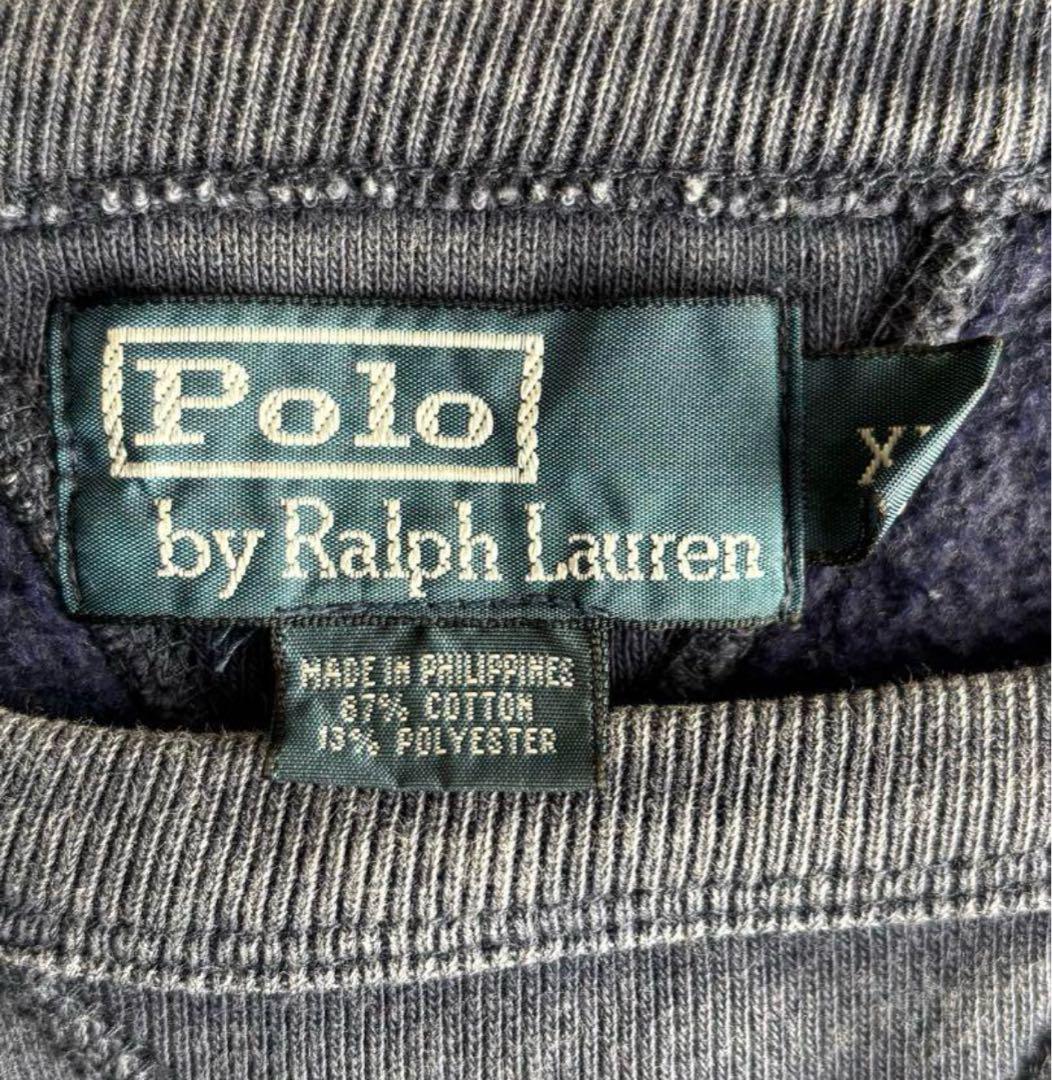 Polo
by Ralph Lauren
MADE IN PHILIPPINES
87% COTTON
13% POLYESTER